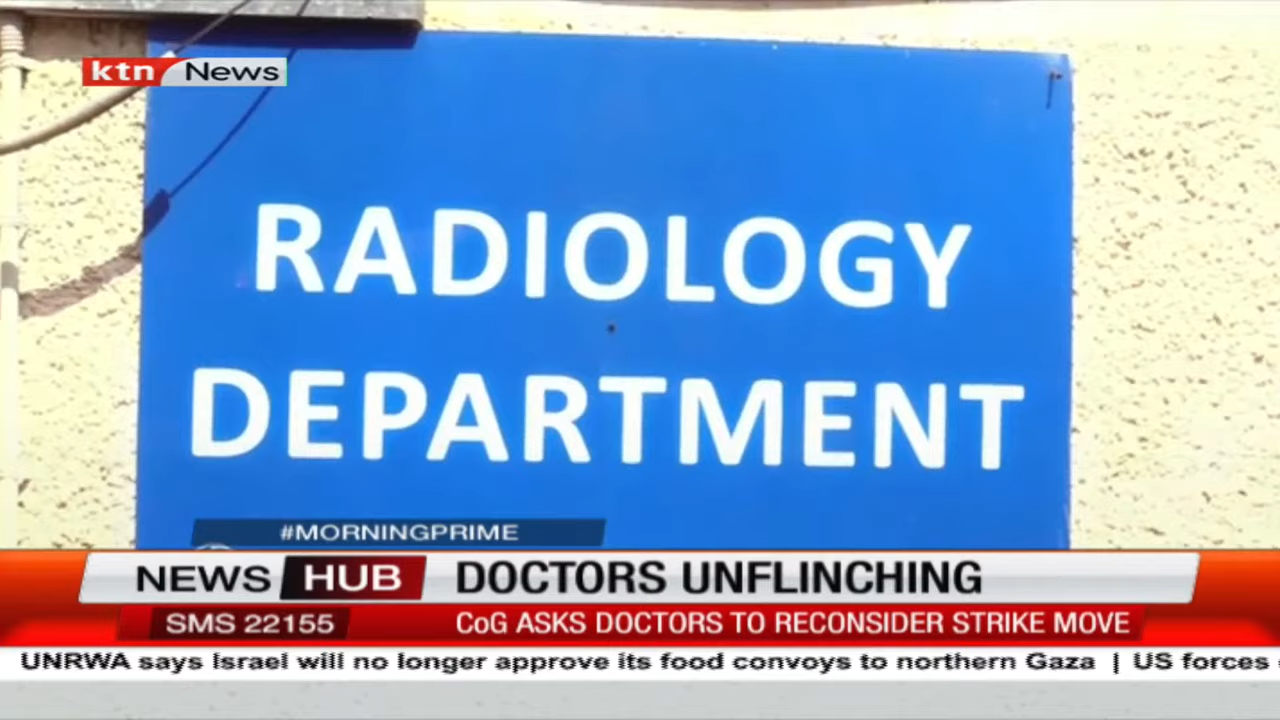 ktn News
RADIOLOGY
DEPARTMENT
#MORNINGPRIME
NEWS HUB DOCTORS UNFLINCHING
SMS 22155 CoG ASKS DOCTORS TO RECONSIDER STRIKE MOVE
UNRWA says Israel will no longer approve its food convoys to northern Gaza | US forces